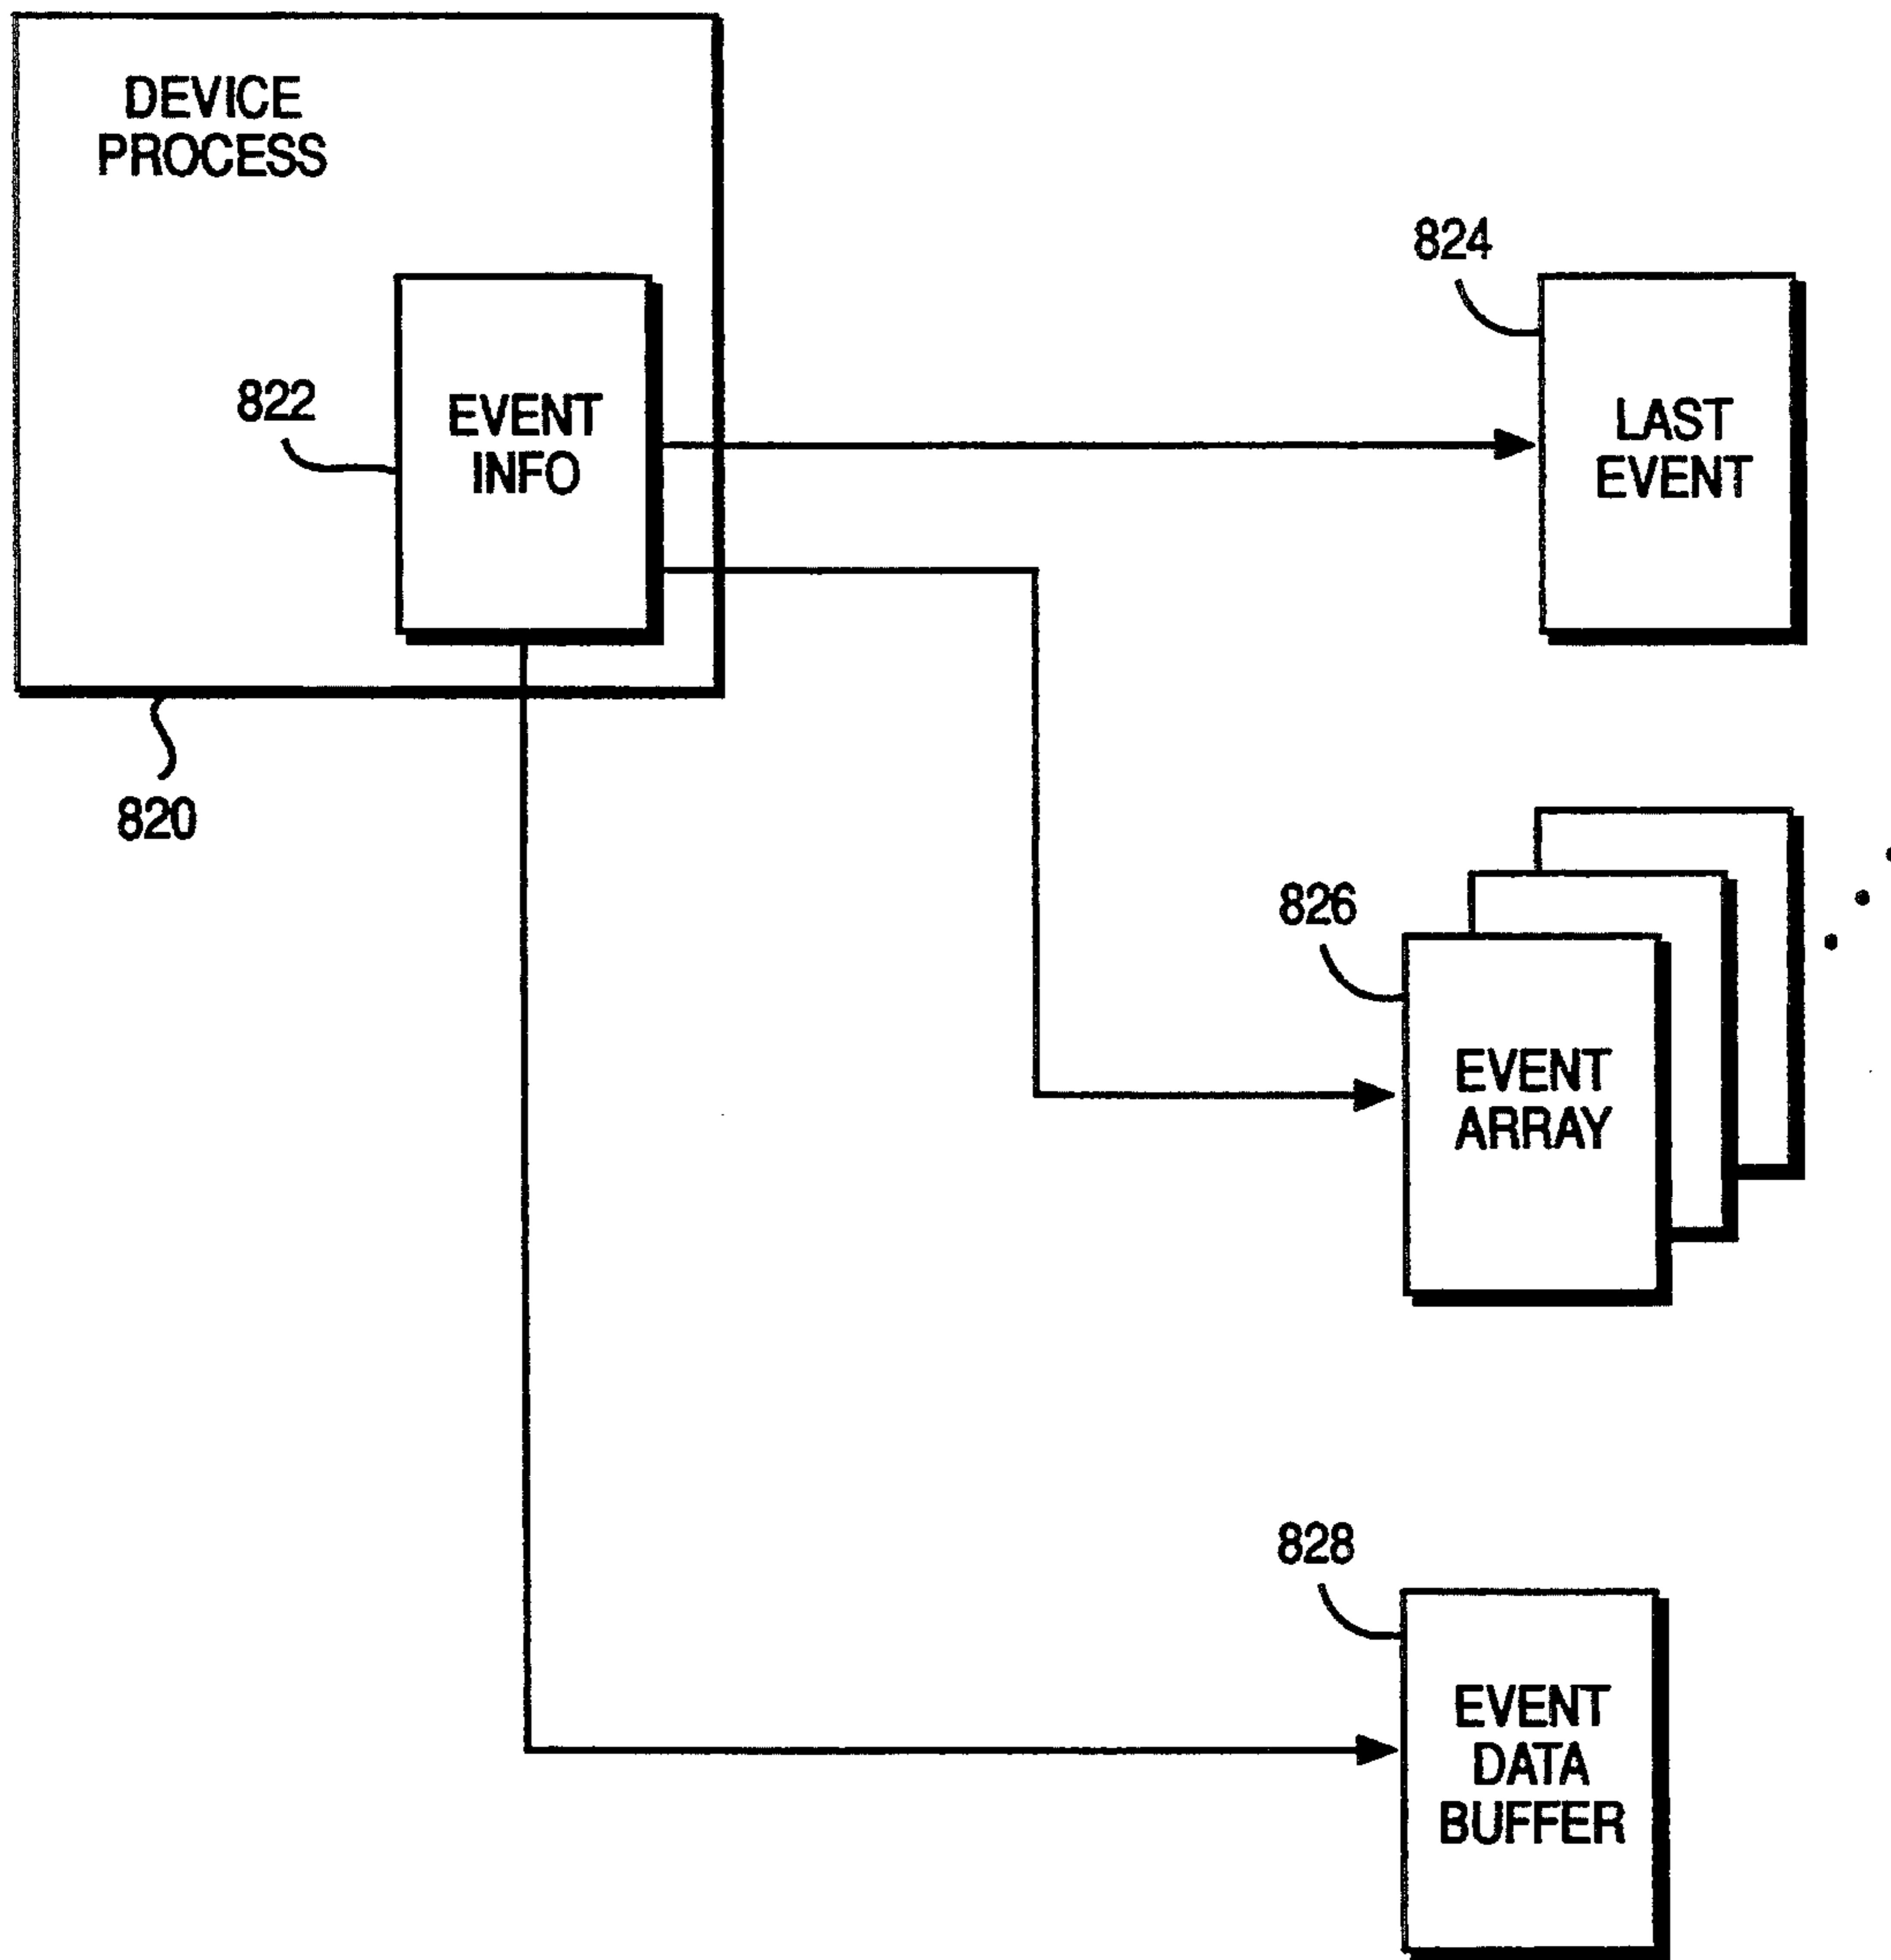 DEVICE
PROCESS
824
822
EVENT
INFO
LAST
EVENT
820
826
EVENT
ARRAY
828
EVENT
DATA
BUFFER